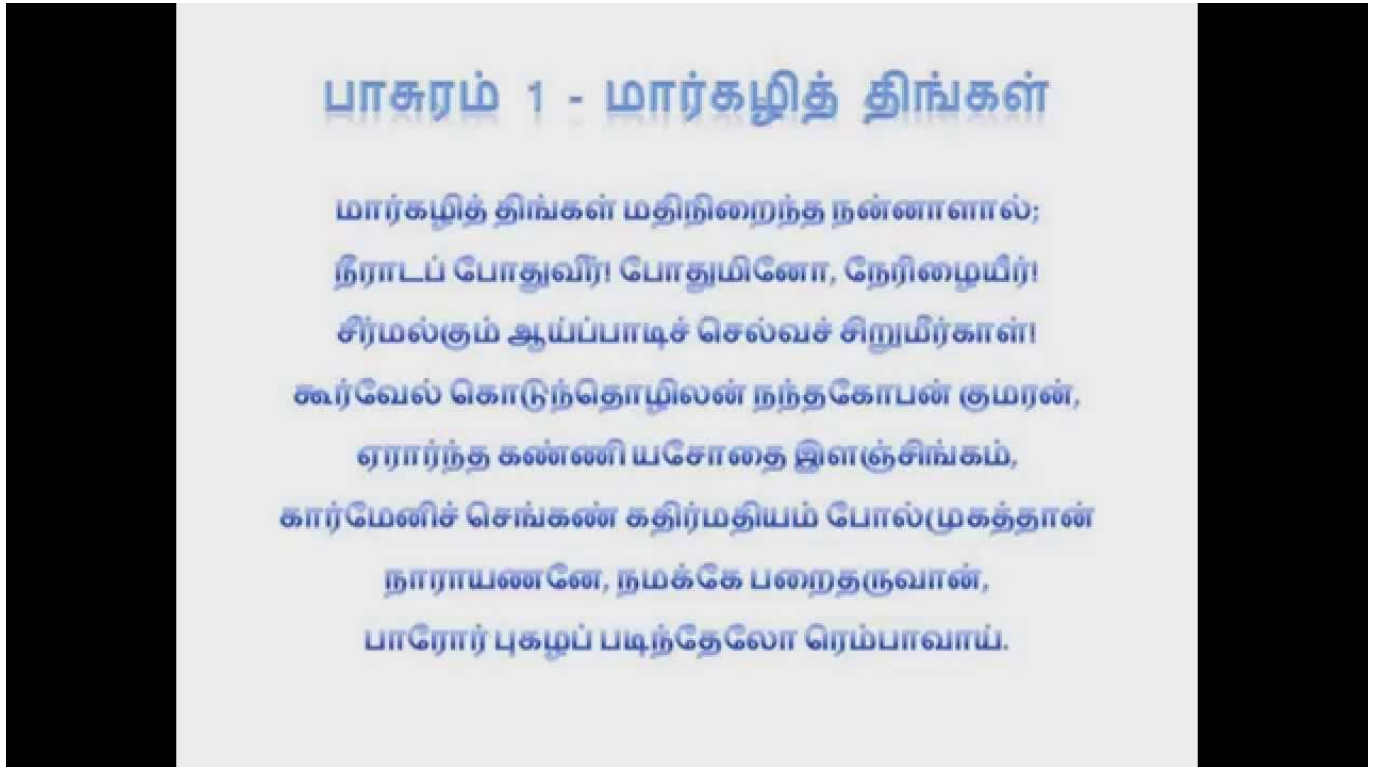 பாசுரம் 1 - மார்கழித் திங்கள்
மார்கழித் திங்கள் மதிநிறைந்த நன்னாளால்;
நீராடப் போதுவீர்! போதுமினோ, நேரிழையீர்!
சீர்மல்கும் ஆய்ப்பாடிச் செல்வச் சிறுமீர்காள்!
கூர்வேல் கொடுந்தொழிலன் நந்தகோபன் குமரன்,
ஏரார்ந்த கண்ணி யசோதை இளஞ்சிங்கம்,
கார்மேனிச் செங்கண் கதிர்மதியம் போல்முகத்தான்
நாராயணனே, நமக்கே பறைதருவான்,
பாரோர் புகழப் படிந்தேலோ ரெம்பாவாய்.